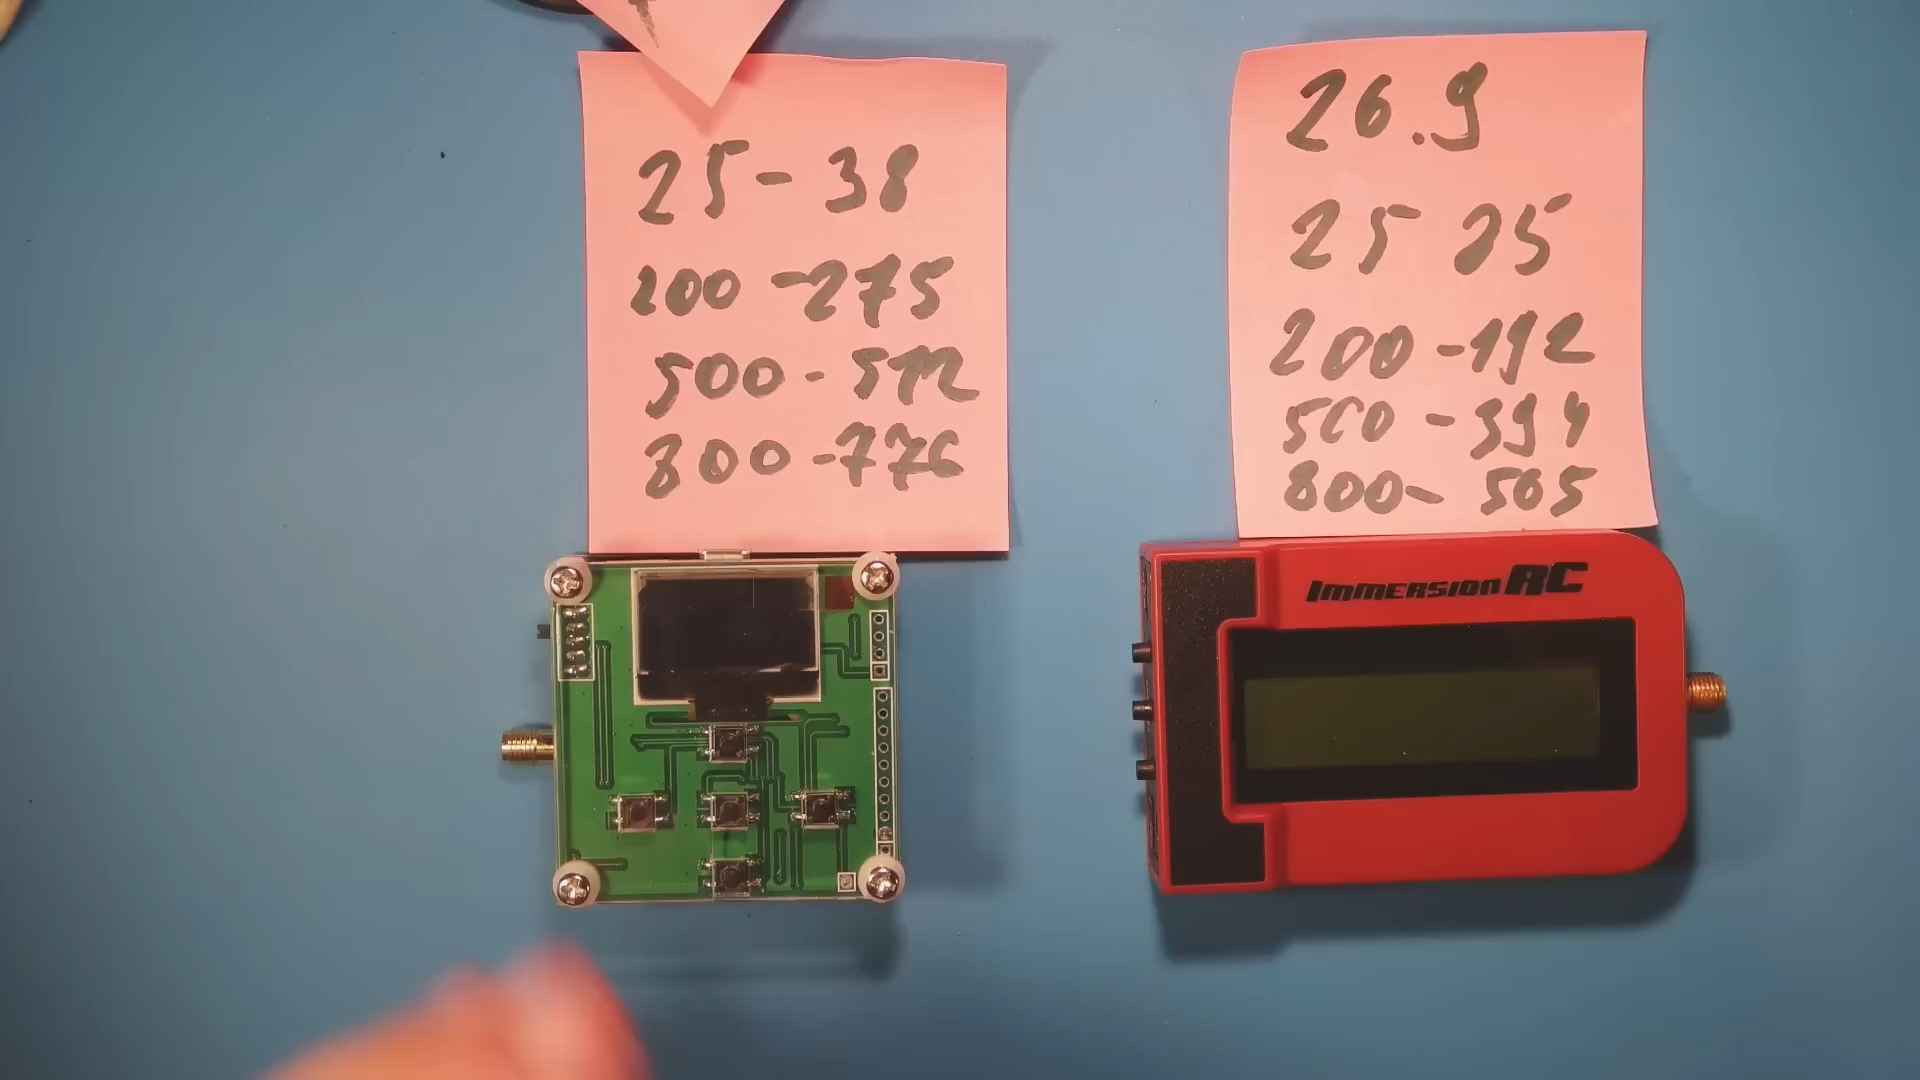 25 - 38
200 - 275
500 - 572
800 - 776
26.9
25 25
200 - 192
500 - 394
800 - 505
ImmersionRC